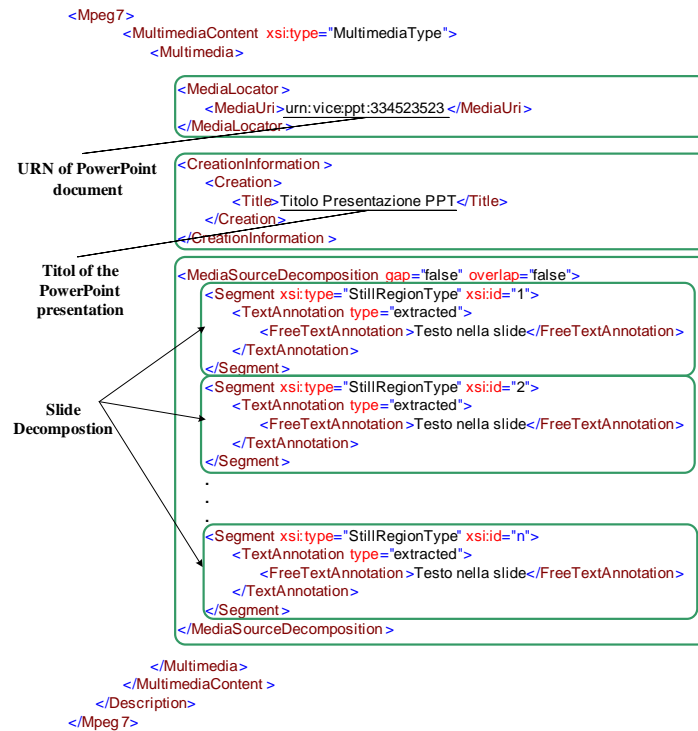 <Mpeg7>
<MultimediaContent xsi:type="MultimediaType">
<Multimedia>
<MediaLocator>
<MediaUri>urn:vice:ppt:334523523</MediaUri>
</MediaLocator>
URN of PowerPoint
document
<CreationInformation>
<Creation>
<Title>Titolo Presentazione PPT</Title>
</Creation>
</CreationInformation>
Titol of the
PowerPoint
presentation
<MediaSourceDecomposition gap="false" overlap="false">
<Segment xsi:type="StillRegionType" xsi:id="1">
<TextAnnotation type="extracted">
<FreeTextAnnotation>Testo nella slide</FreeTextAnnotation>
</TextAnnotation>
</Segment>
<Segment xsi:type="StillRegionType" xsi:id="2">
<TextAnnotation type="extracted">
<FreeTextAnnotation>Testo nella slide</FreeTextAnnotation>
</TextAnnotation>
</Segment>
Slide
Decompostion
.
.
.
<Segment xsi:type="StillRegionType" xsi:id="n">
<TextAnnotation type="extracted">
<FreeTextAnnotation>Testo nella slide</FreeTextAnnotation>
</TextAnnotation>
</Segment>
</MediaSourceDecomposition>
</Multimedia>
</MultimediaContent>
</Description>
</Mpeg7>